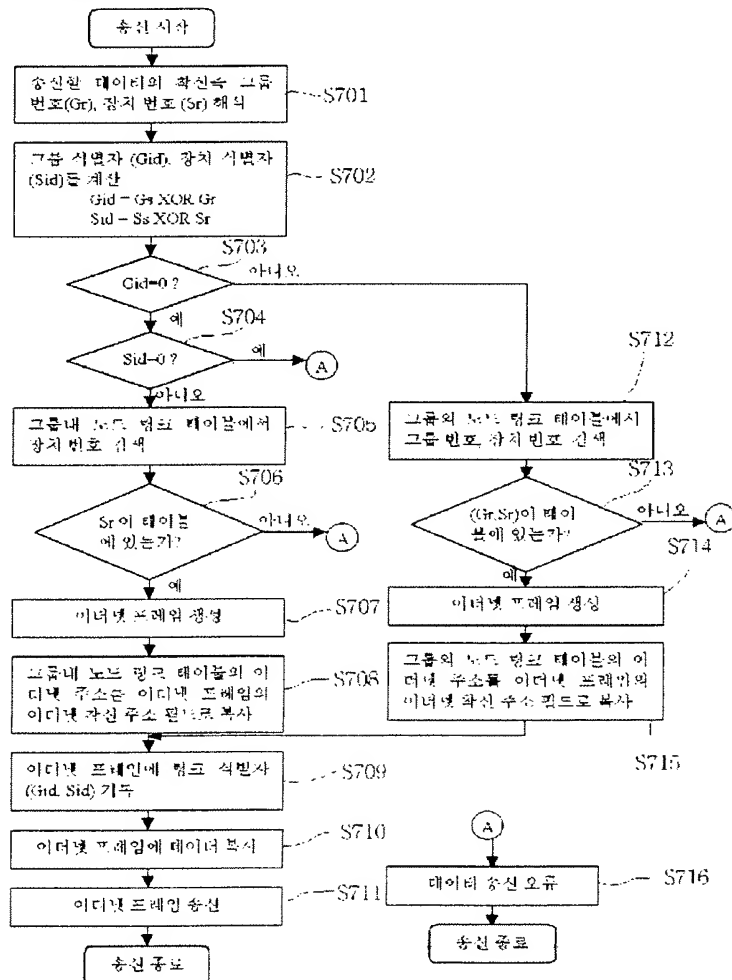 송신 시작
송신할 데이터의 착신측 그룹
번호(Gr), 장치 번호 (Sr) 해석
S701
그룹 식별자 (Gid), 장치 식별자
(Sid)를 계산
Gid = Gs XOR Gr
Sid = Ss XOR Sr
S702
S703
Gid=0 ?
아니오
예
S704
Sid=0 ?
예
A
아니오
S712
그룹내 노드 링크 테이블에서
장치 번호 검색
S705
그룹외 노드 링크 테이블에서
그룹 번호, 장치 번호 검색
S706
S713
Sr이 테이블
에 있는가?
아니오
A
(Gr,Sr)이 테이
블에 있는가?
아니오
A
예
예
S714
이더넷 프레임 생성
S707
이더넷 프레임 생성
그룹내 노드 링크 테이블의 이
더넷 주소를 이더넷 프레임의
이더넷 착신 주소 필드로 복사
S708
그룹외 노드 링크 테이블의 이
더넷 주소를 이더넷 프레임의
이더넷 착신 주소 필드로 복사
S715
이더넷 프레임에 링크 식별자
(Gid, Sid) 기록
S709
이더넷 프레임에 데이터 복사
S710
A
이더넷 프레임 송신
S711
데이터 송신 오류
S716
송신 종료
송신 종료